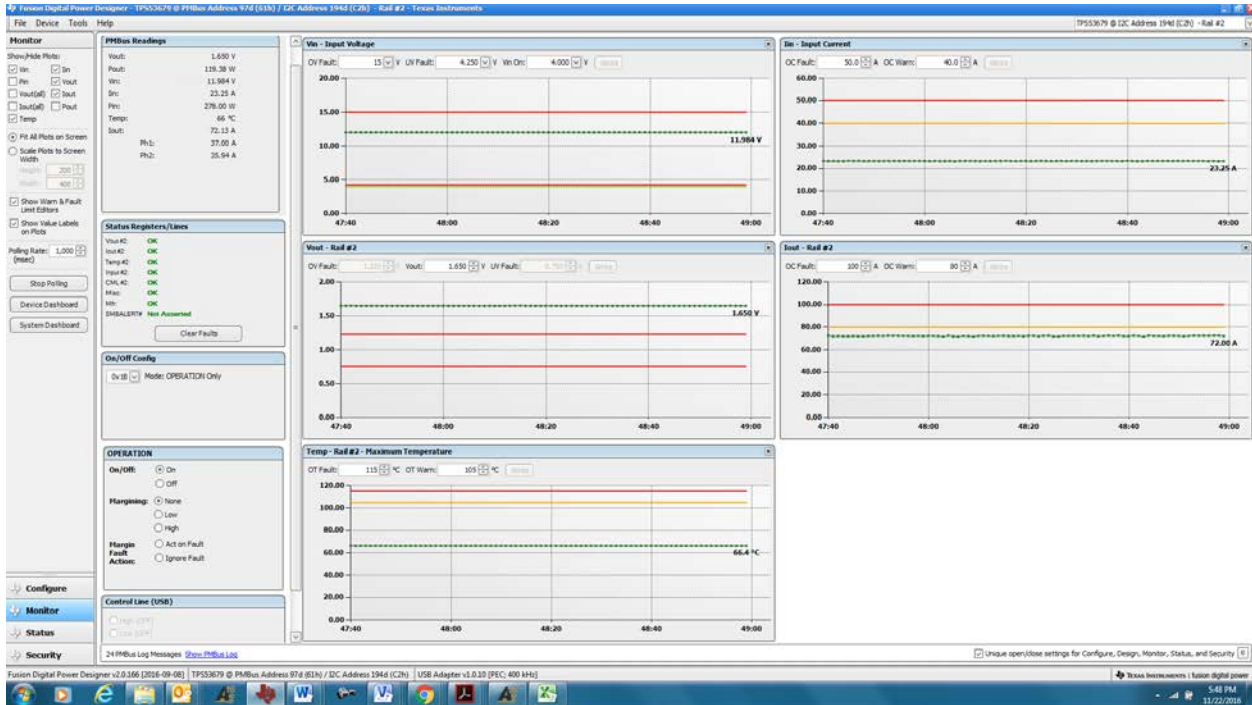 Fusion Digital Power Designer - TPS53679 @ PMBus Address 97d (61h) / I2C Address 194d (C2h) - Rail #2 - Texas Instruments
File Device Tools Help
TPS53679 @ I2C Address 194d (C2h) - Rail #2
Monitor
Show/Hide Plots:
Vin Iin
Pin Vout
Vout(all) Iout
Iout(all) Pout
Temp
Fit All Plots on Screen
Scale Plots to Screen
Width
Height: 200
Width: 400
Show Warn & Fault
Limit Editors
Show Value Labels
on Plots
Polling Rate: 1,000
(msec)
Stop Polling
Device Dashboard
System Dashboard
Configure
Monitor
Status
Security
PMBus Readings
Vout: 1.650 V
Pout: 119.38 W
Vin: 11.984 V
Iin: 23.25 A
Pin: 278.00 W
Temp: 66 °C
Iout: 72.13 A
Ph1: 37.00 A
Ph2: 35.94 A
Status Registers/Lines
Vout #2: OK
Iout #2: OK
Temp #2: OK
Input #2: OK
CML #2: OK
Misc: OK
Mfr: OK
SMBALERT# Not Asserted
Clear Faults
On/Off Config
0x1B Mode: OPERATION Only
OPERATION
On/Off: On
Off
Margining: None
Low
High
Margin
Fault
Action:
Act on Fault
Ignore Fault
Control Line (USB)
Vin - Input Voltage
OV Fault: 15 V UV Fault: 4.250 V Vin On: 4.000 V
20.00
15.00
10.00
5.00
0.00
11.984 V
47:40 48:00 48:20 48:40 49:00
Iin - Input Current
OC Fault: 50.0 A OC Warn: 40.0 A
60.00
50.00
40.00
30.00
20.00
10.00
0.00
23.25 A
47:40 48:00 48:20 48:40 49:00
Vout - Rail #2
OV Fault: Vout: 1.650 V UV Fault:
2.00
1.50
1.00
0.50
0.00
1.650 V
47:40 48:00 48:20 48:40 49:00
Iout - Rail #2
OC Fault: 100 A OC Warn: 80 A
120.00
100.00
80.00
60.00
40.00
20.00
0.00
72.00 A
47:40 48:00 48:20 48:40 49:00
Temp - Rail #2 - Maximum Temperature
OT Fault: 115 °C OT Warn: 105 °C
120.00
100.00
80.00
60.00
40.00
20.00
0.00
66.4 °C
47:40 48:00 48:20 48:40 49:00
24 PMBus Log Messages Show PMBus Log
Unique open/close settings for Configure, Design, Monitor, Status, and Security
Fusion Digital Power Designer v2.0.166 [2016-09-08] TPS53679 @ PMBus Address 97d (61h) / I2C Address 194d (C2h) USB Adapter v1.0.10 [PEC; 400 kHz]
TEXAS INSTRUMENTS | fusion digital power
5:48 PM
11/22/2016